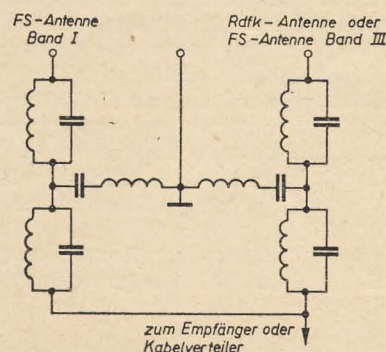 FS-Antenne
Band I
Rdfk-Antenne oder
FS-Antenne Band III
zum Empfänger oder
Kabelverteiler